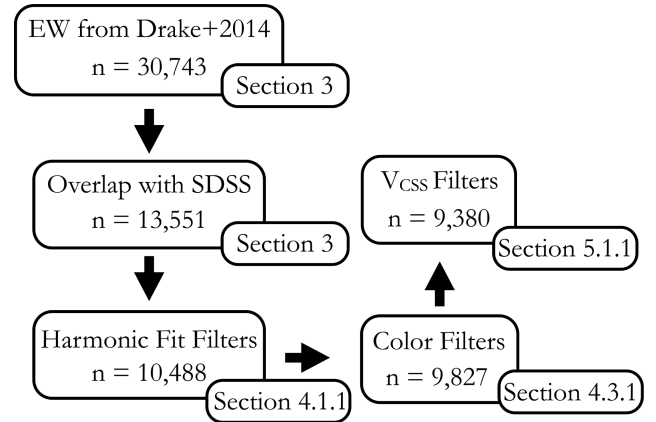 EW from Drake+2014
n = 30,743
Section 3
Overlap with SDSS
n = 13,551
Section 3
Harmonic Fit Filters
n = 10,488
Section 4.1.1
Color Filters
n = 9,827
Section 4.3.1
VCSS Filters
n = 9,380
Section 5.1.1